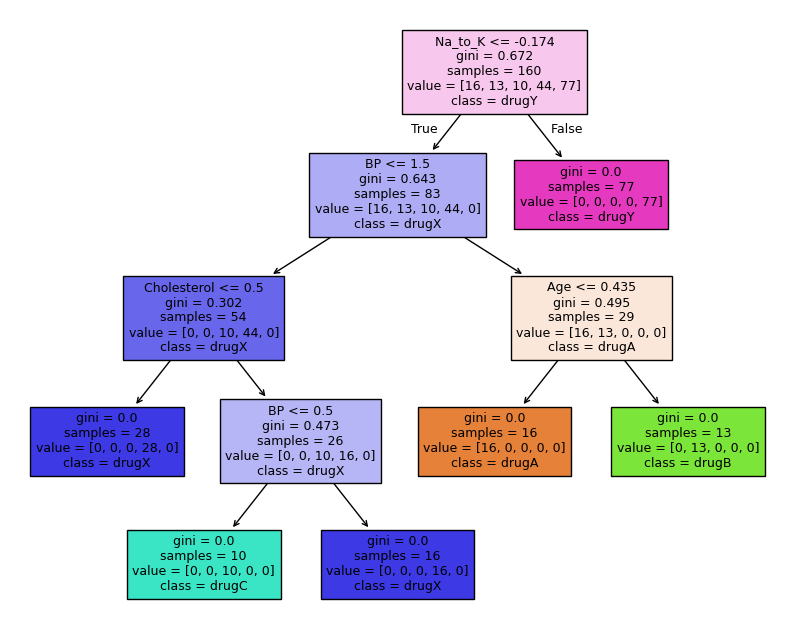 Na_to_K <= -0.174
gini = 0.672
samples = 160
value = [16, 13, 10, 44, 77]
class = drugY
True
False
BP <= 1.5
gini = 0.643
samples = 83
value = [16, 13, 10, 44, 0]
class = drugX
gini = 0.0
samples = 77
value = [0, 0, 0, 0, 77]
class = drugY
Cholesterol <= 0.5
gini = 0.302
samples = 54
value = [0, 0, 10, 44, 0]
class = drugX
Age <= 0.435
gini = 0.495
samples = 29
value = [16, 13, 0, 0, 0]
class = drugA
gini = 0.0
samples = 28
value = [0, 0, 0, 28, 0]
class = drugX
BP <= 0.5
gini = 0.473
samples = 26
value = [0, 0, 10, 16, 0]
class = drugX
gini = 0.0
samples = 16
value = [16, 0, 0, 0, 0]
class = drugA
gini = 0.0
samples = 13
value = [0, 13, 0, 0, 0]
class = drugB
gini = 0.0
samples = 10
value = [0, 0, 10, 0, 0]
class = drugC
gini = 0.0
samples = 16
value = [0, 0, 0, 16, 0]
class = drugX